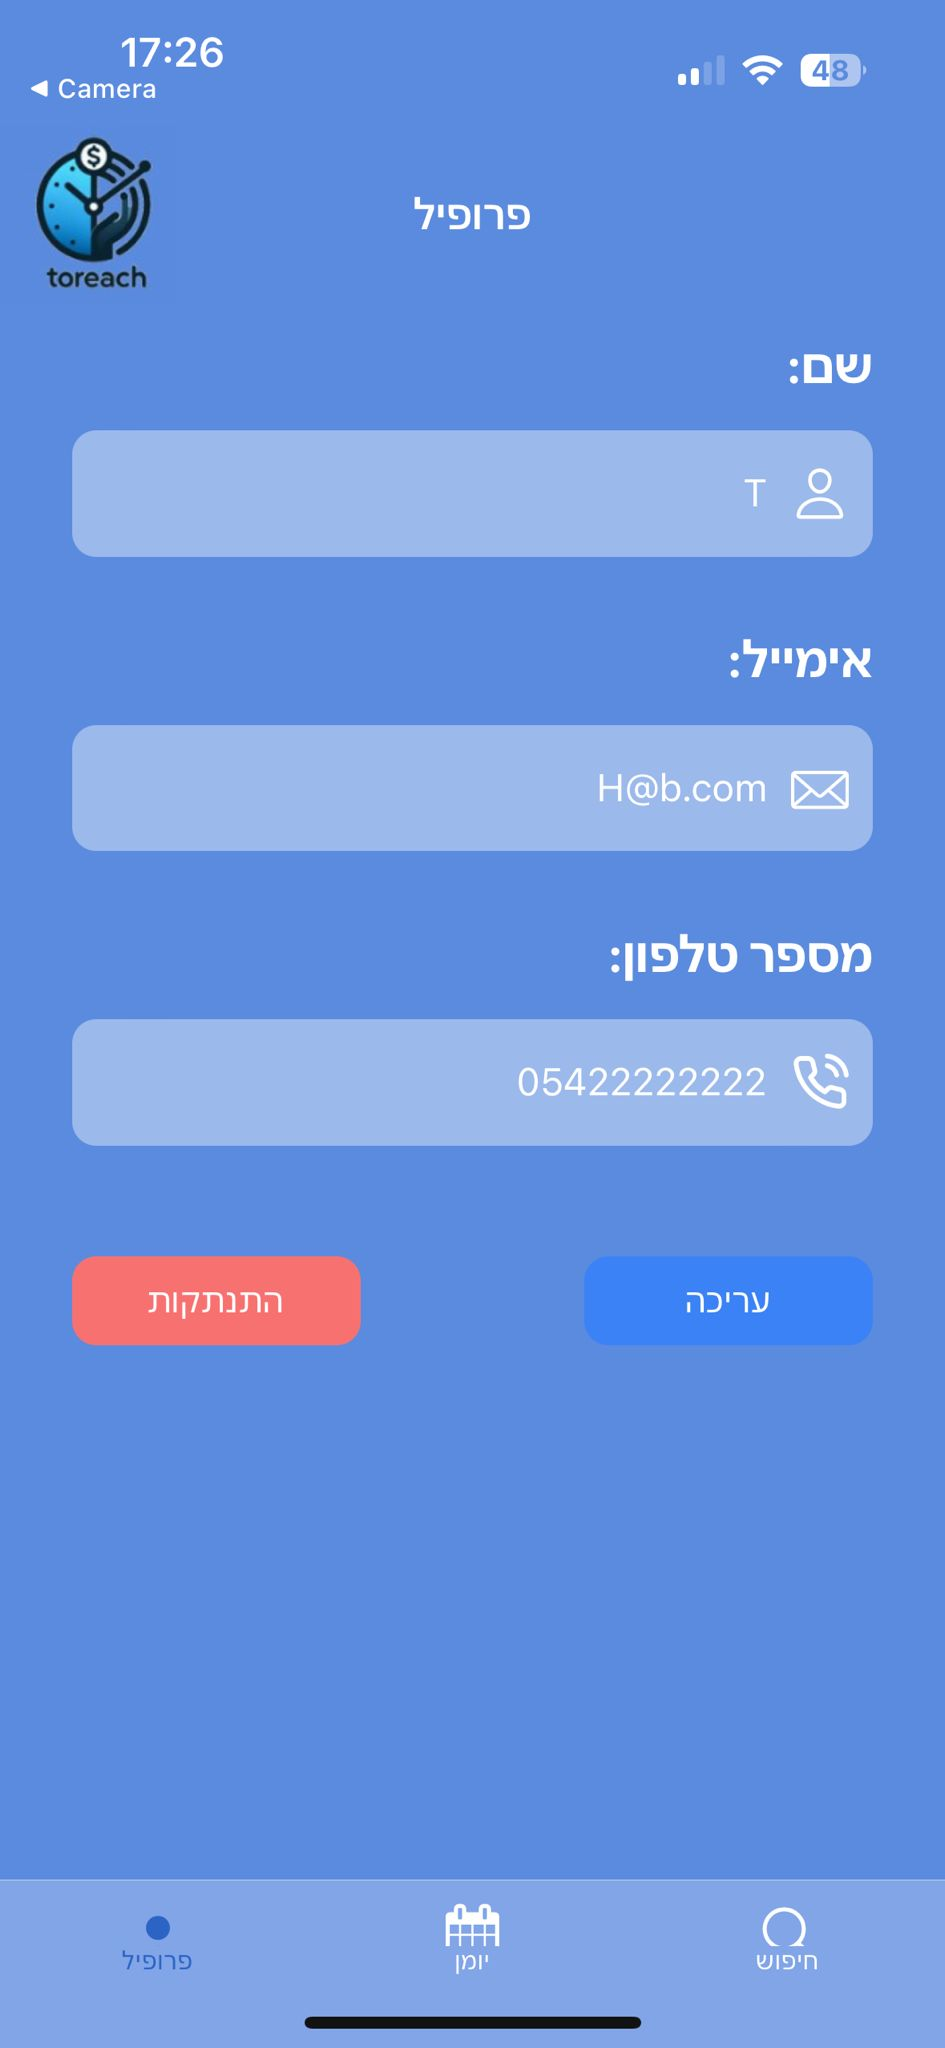 17:26
◀ Camera
48
$
toreach
פרופיל
שם:
T
אימייל:
H@b.com
מספר טלפון:
05422222222
עריכה
התנתקות
חיפוש
יומן
פרופיל